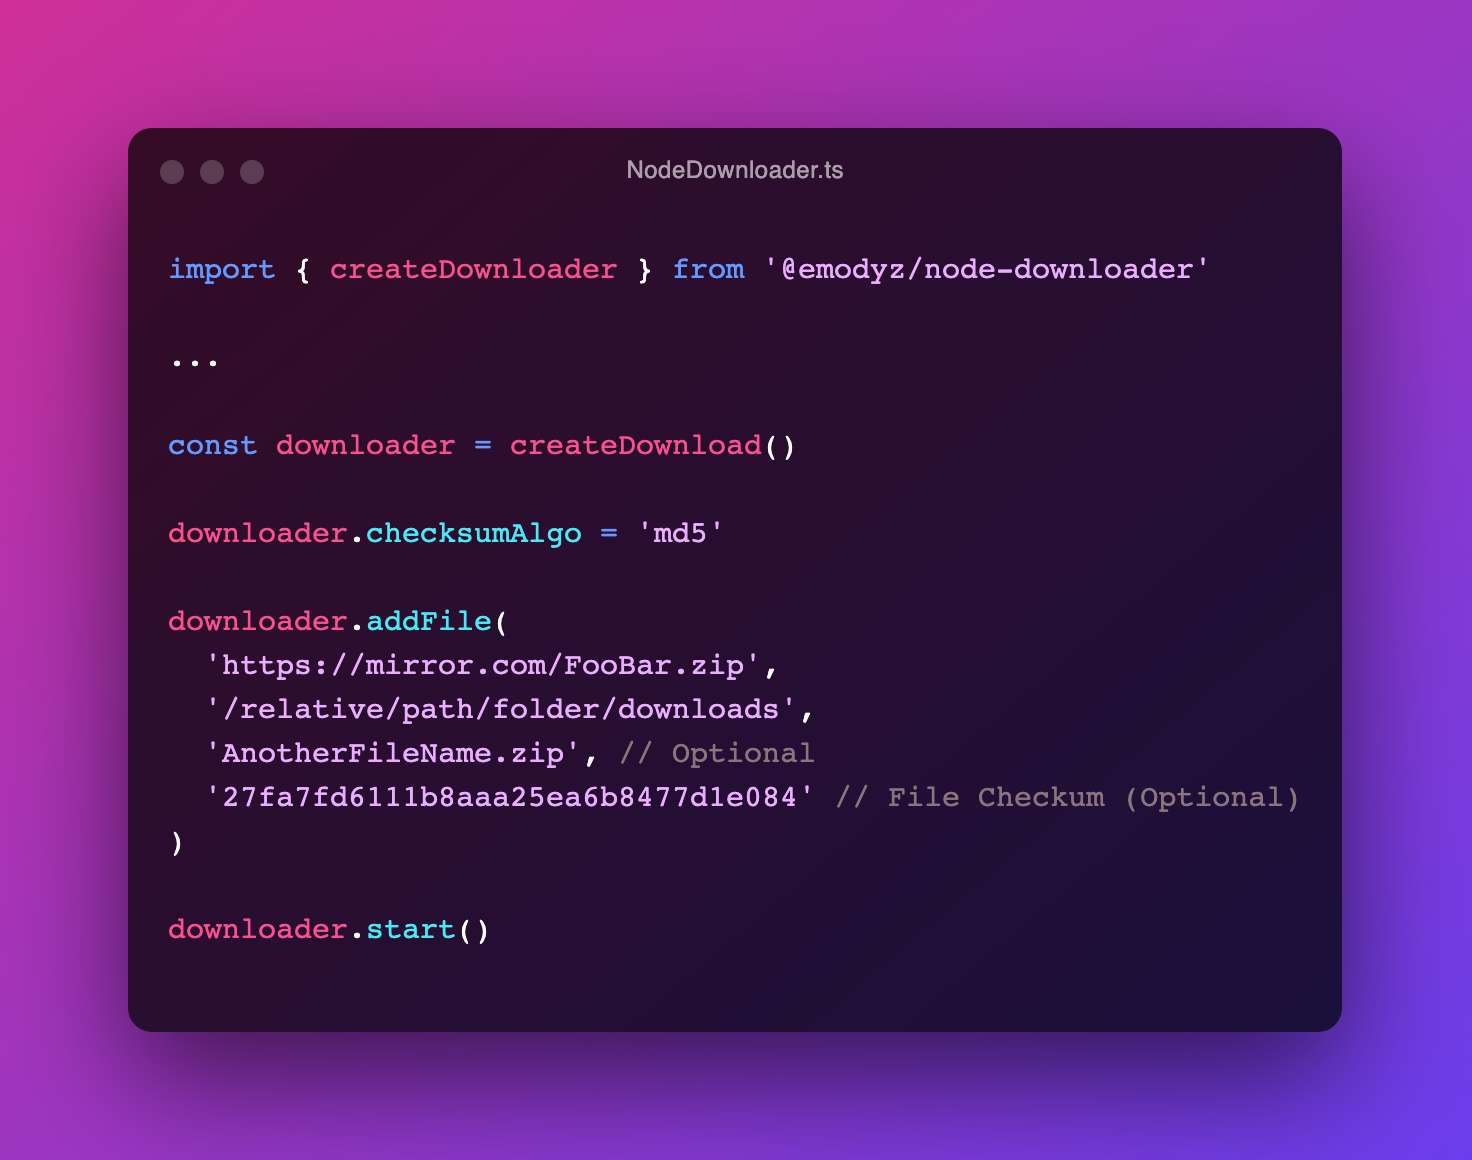 NodeDownloader.ts
import { createDownloader } from '@emodyz/node-downloader'
...
const downloader = createDownload()
downloader.checksumAlgo = 'md5'
downloader.addFile(
'https://mirror.com/FooBar.zip',
'/relative/path/folder/downloads',
'AnotherFileName.zip', // Optional
'27fa7fd6111b8aaa25ea6b8477d1e084' // File Checkum (Optional)
)
downloader.start()